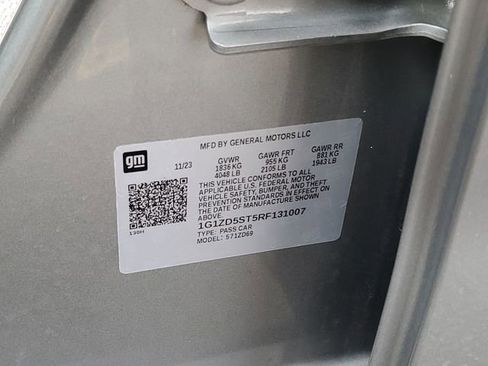 MFD BY GENERAL MOTORS LLC
gm
11/23 GVWR GAWR FRT GAWR RR
1836 KG 955 KG 881 KG
4048 LB 2105 LB 1943 LB
THIS VEHICLE CONFORMS TO ALL
APPLICABLE U.S. FEDERAL MOTOR
VEHICLE SAFETY, BUMPER, AND THEFT
PREVENTION STANDARDS IN EFFECT ON
THE DATE OF MANUFACTURE SHOWN
ABOVE.
1G1ZD5ST5RF131007
TYPE: PASS CAR
MODEL: 571ZD69